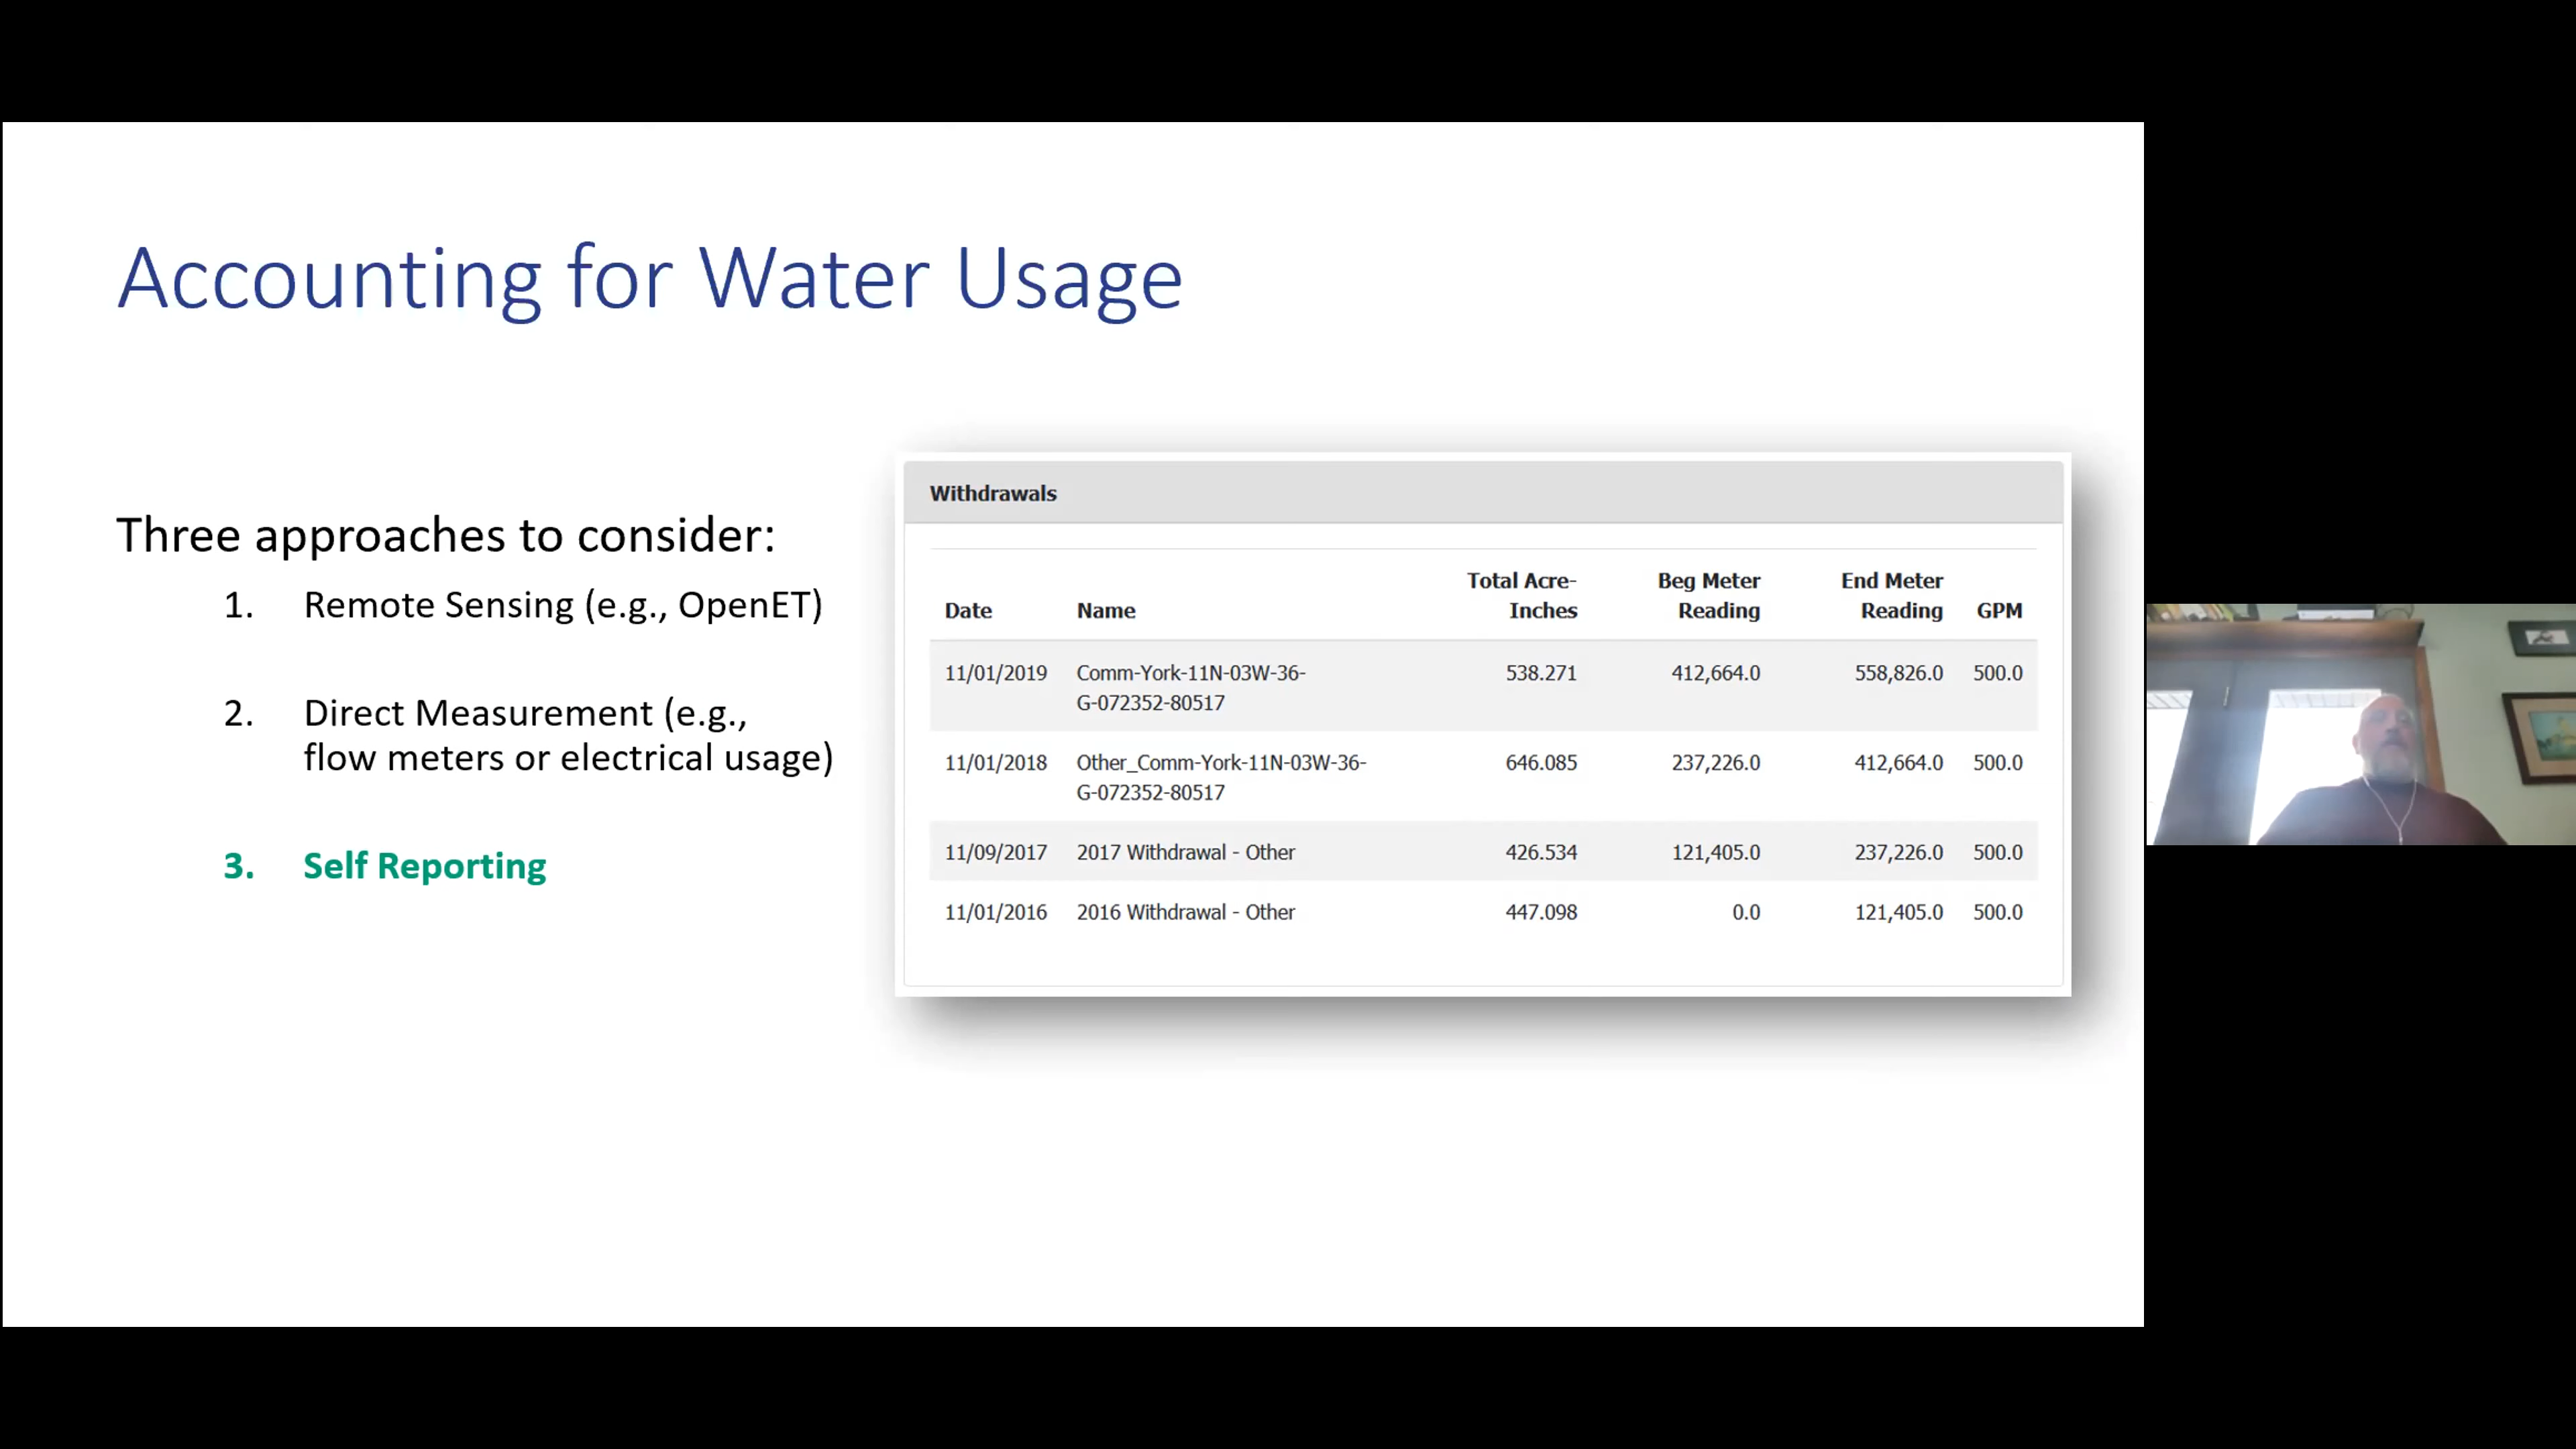 Accounting for Water Usage
Three approaches to consider:
1. Remote Sensing (e.g., OpenET)
2. Direct Measurement (e.g.,
flow meters or electrical usage)
3. Self Reporting
Withdrawals
Total Acre- Beg Meter End Meter
Date Name Inches Reading Reading GPM
11/01/2019 Comm-York-11N-03W-36- 538.271 412,664.0 558,826.0 500.0
G-072352-80517
11/01/2018 Other_Comm-York-11N-03W-36- 646.085 237,226.0 412,664.0 500.0
G-072352-80517
11/09/2017 2017 Withdrawal - Other 426.534 121,405.0 237,226.0 500.0
11/01/2016 2016 Withdrawal - Other 447.098 0.0 121,405.0 500.0